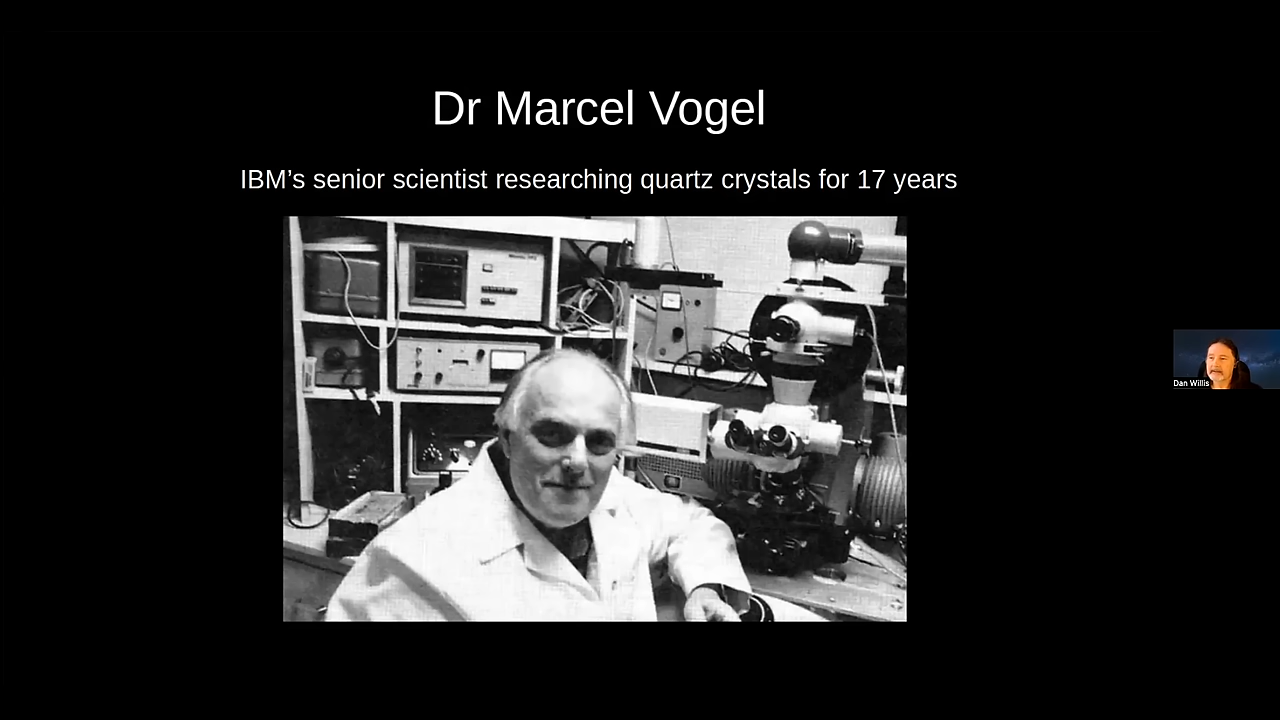 Dr Marcel Vogel
IBM’s senior scientist researching quartz crystals for 17 years
Dan Willis